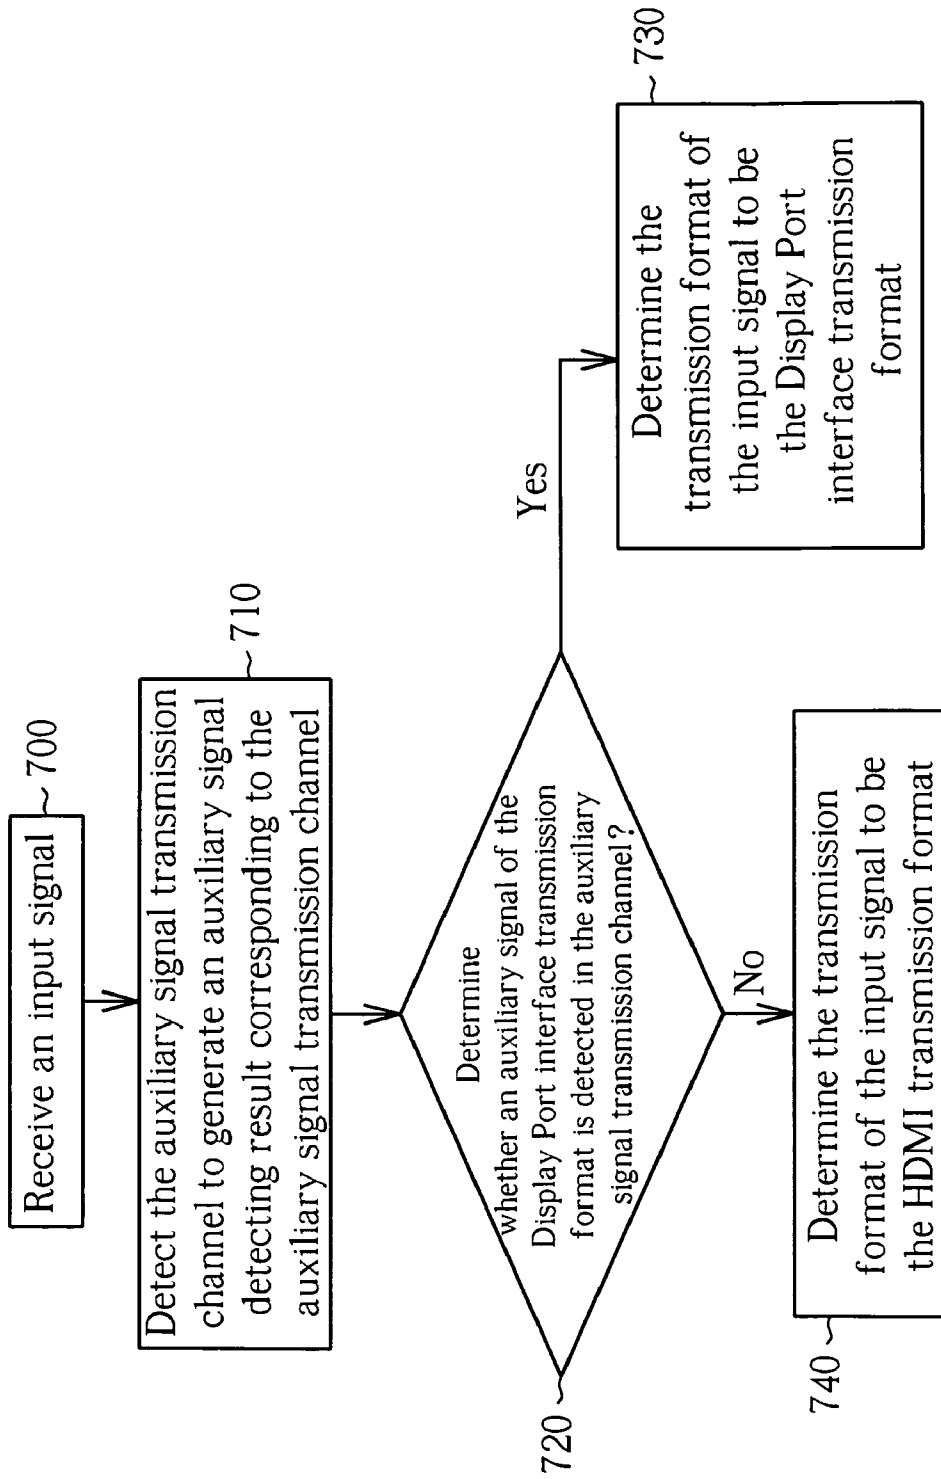 Receive an input signal
700
Detect the auxiliary signal transmission
channel to generate an auxiliary signal
detecting result corresponding to the
auxiliary signal transmission channel
710
Determine
whether an auxiliary signal of the
Display Port interface transmission
format is detected in the auxiliary
signal transmission channel?
720
Yes
Determine the
transmission format of
the input signal to be
the Display Port
interface transmission
format
730
No
Determine the transmission
format of the input signal to be
the HDMI transmission format
740